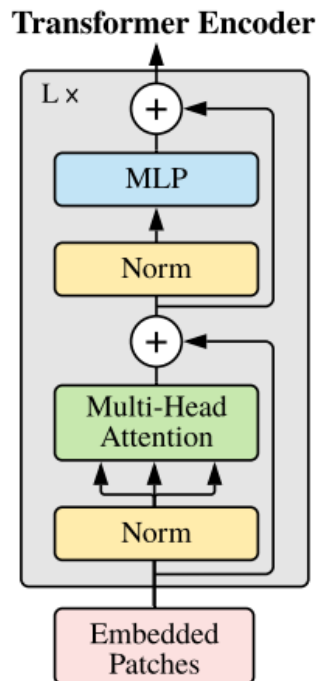 Transformer Encoder
L ×
+
MLP
Norm
+
Multi-Head
Attention
Norm
Embedded
Patches